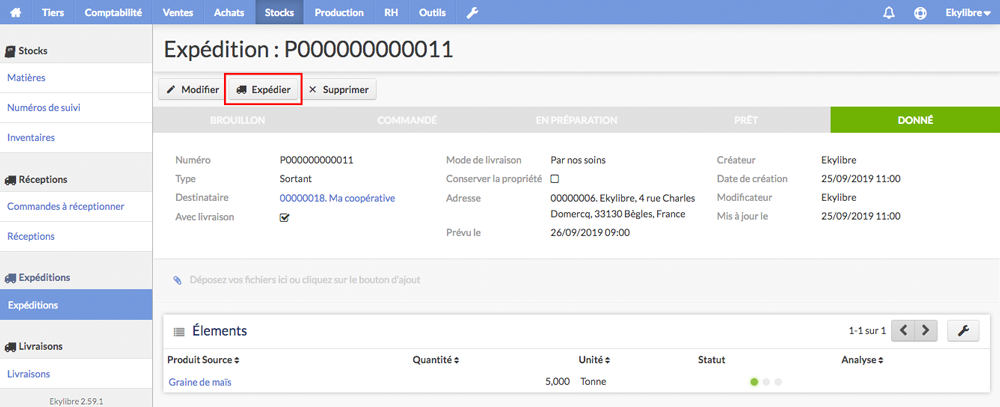 Tiers Comptabilité Ventes Achats Stocks Production RH Outils Ekylibre
Stocks
Matières
Numéros de suivi
Inventaires
Réceptions
Commandes à réceptionner
Réceptions
Expéditions
Expéditions
Livraisons
Livraisons
Ekylibre 2.59.1
Expédition : P000000000011
Modifier Expédier Supprimer
BROUILLON COMMANDÉ EN PRÉPARATION PRÊT DONNÉ
Numéro P000000000011
Type Sortant
Destinataire 00000018. Ma coopérative
Avec livraison
Mode de livraison Par nos soins
Conserver la propriété
Adresse 00000006. Ekylibre, 4 rue Charles
Domercq, 33130 Bègles, France
Prévu le 26/09/2019 09:00
Créateur Ekylibre
Date de création 25/09/2019 11:00
Modificateur Ekylibre
Mis à jour le 25/09/2019 11:00
Déposez vos fichiers ici ou cliquez sur le bouton d'ajout
Élements 1-1 sur 1
Produit Source Quantité Unité Statut Analyse
Graine de maïs 5,000 Tonne